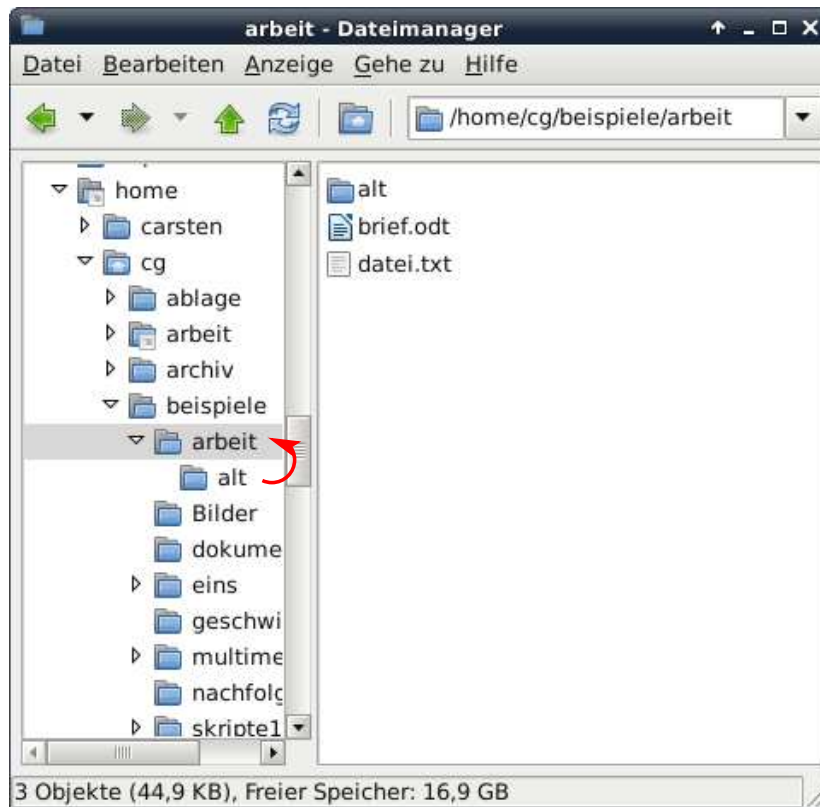 arbeit - Dateimanager
Datei Bearbeiten Anzeige Gehe zu Hilfe
/home/cg/beispiele/arbeit
home
carsten
cg
ablage
arbeit
archiv
beispiele
arbeit
alt
Bilder
dokume
eins
geschwi
multime
nachfolg
skripte1
alt
brief.odt
datei.txt
3 Objekte (44,9 KB), Freier Speicher: 16,9 GB